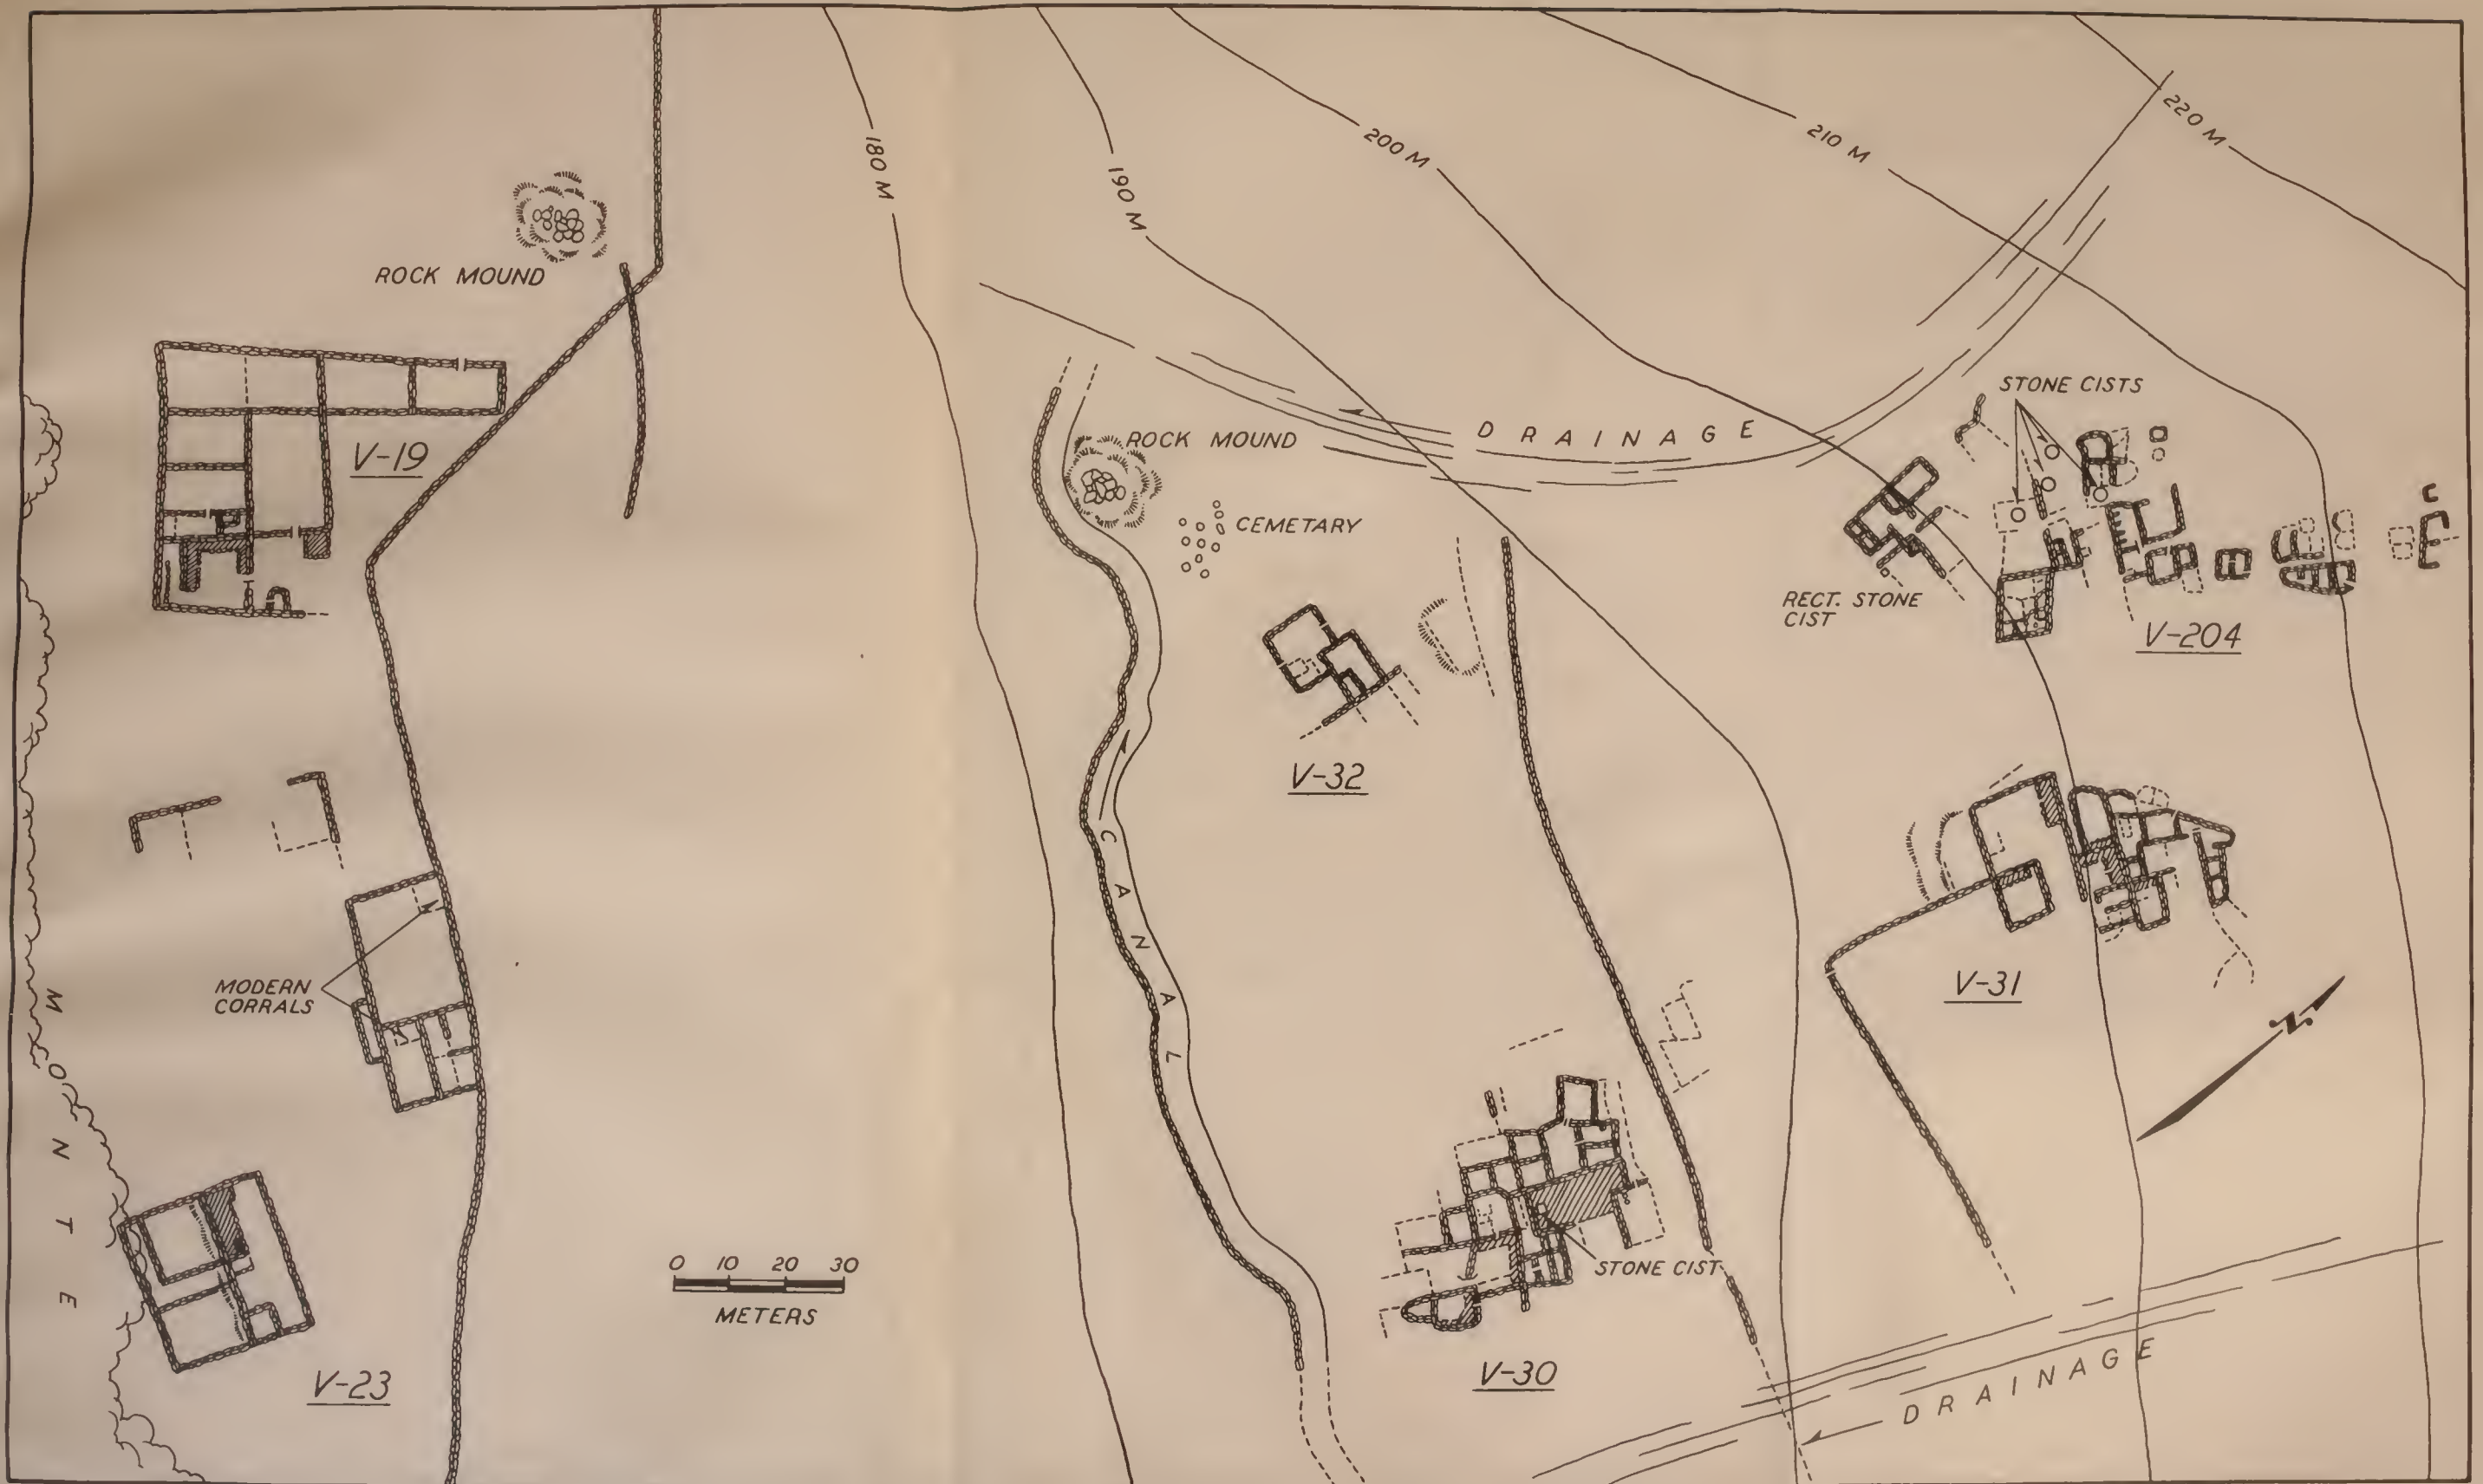 180 M
190 M
200 M
210 M
220 M
ROCK MOUND
V-19
ROCK MOUND
DRAINAGE
STONE CISTS
CEMETARY
RECT. STONE
CIST
V-204
V-32
CANAL
MODERN
CORRALS
V-31
N
MONTE
0 10 20 30
METERS
STONE CIST
V-23
V-30
DRAINAGE